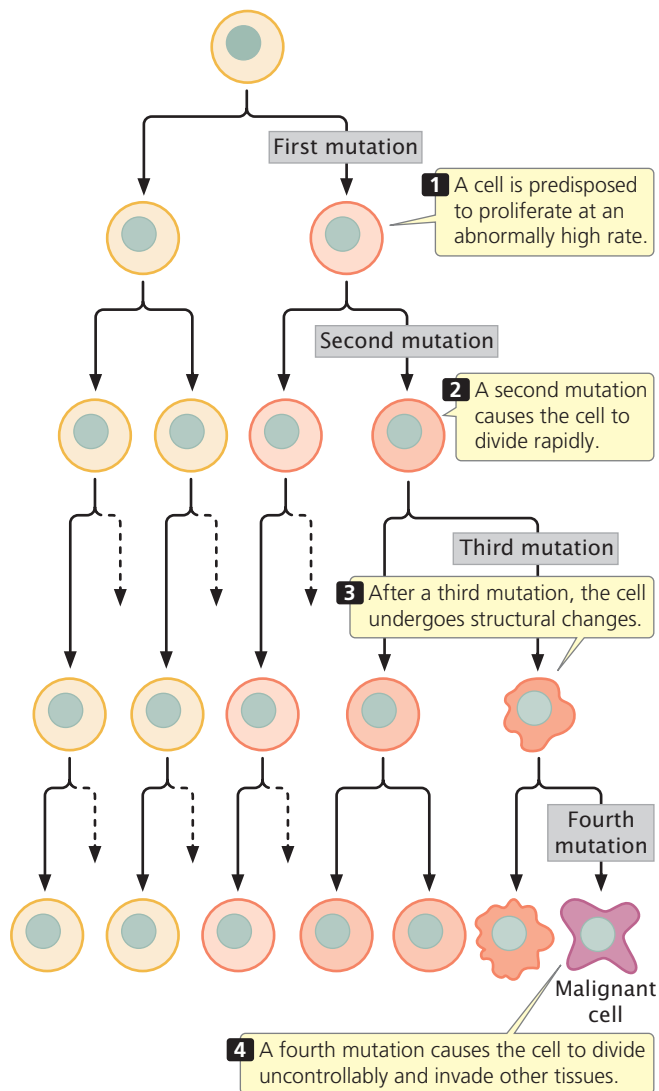 First mutation
1 A cell is predisposed
to proliferate at an
abnormally high rate.
Second mutation
2 A second mutation
causes the cell to
divide rapidly.
Third mutation
3 After a third mutation, the cell
undergoes structural changes.
Fourth
mutation
Malignant
cell
4 A fourth mutation causes the cell to divide
uncontrollably and invade other tissues.